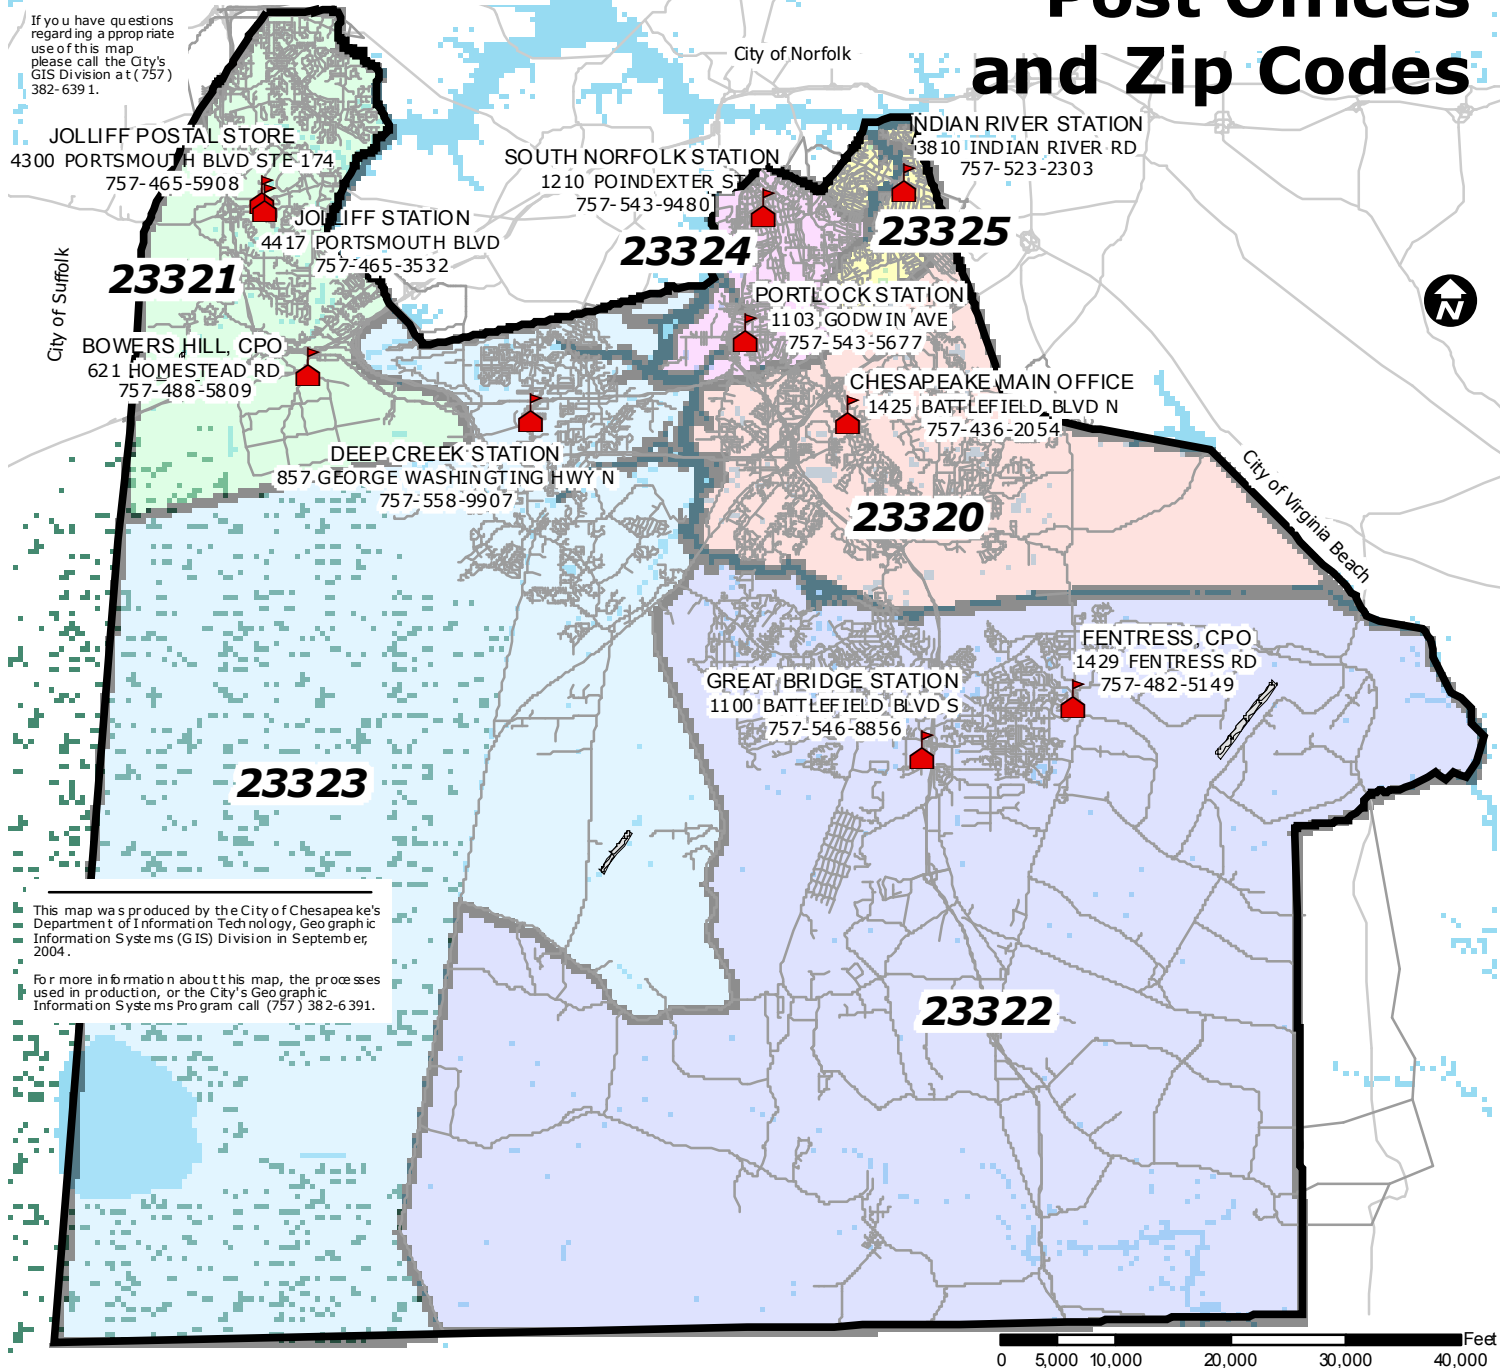 Post Offices
and Zip Codes
If you have questions
regarding appropriate
use of this map
please call the City's
GIS Division at (757)
382-6391.
City of Norfolk
JOLLIFF POSTAL STORE
4300 PORTSMOUTH BLVD STE 174
757-465-5908
SOUTH NORFOLK STATION
1210 POINDEXTER ST
757-543-9480
INDIAN RIVER STATION
3810 INDIAN RIVER RD
757-523-2303
JOLLIFF STATION
4417 PORTSMOUTH BLVD
757-465-3532
23321
23324
23325
City of Suffolk
N
PORTLOCK STATION
1103 GODWIN AVE
757-543-5677
BOWERS HILL, CPO
621 HOMESTEAD RD
757-488-5809
CHESAPEAKE MAIN OFFICE
1425 BATTLEFIELD BLVD N
757-436-2054
DEEP CREEK STATION
857 GEORGE WASHINGTING HWY N
757-558-9907
23320
City of Virginia Beach
FENTRESS, CPO
1429 FENTRESS RD
757-482-5149
GREAT BRIDGE STATION
1100 BATTLEFIELD BLVD S
757-546-8856
23323
This map was produced by the City of Chesapeake's
Department of Information Technology, Geographic
Information Systems (GIS) Division in September,
2004.
For more information about this map, the processes
used in production, or the City's Geographic
Information Systems Program call (757) 382-6391.
23322
Feet
0 5,000 10,000 20,000 30,000 40,000